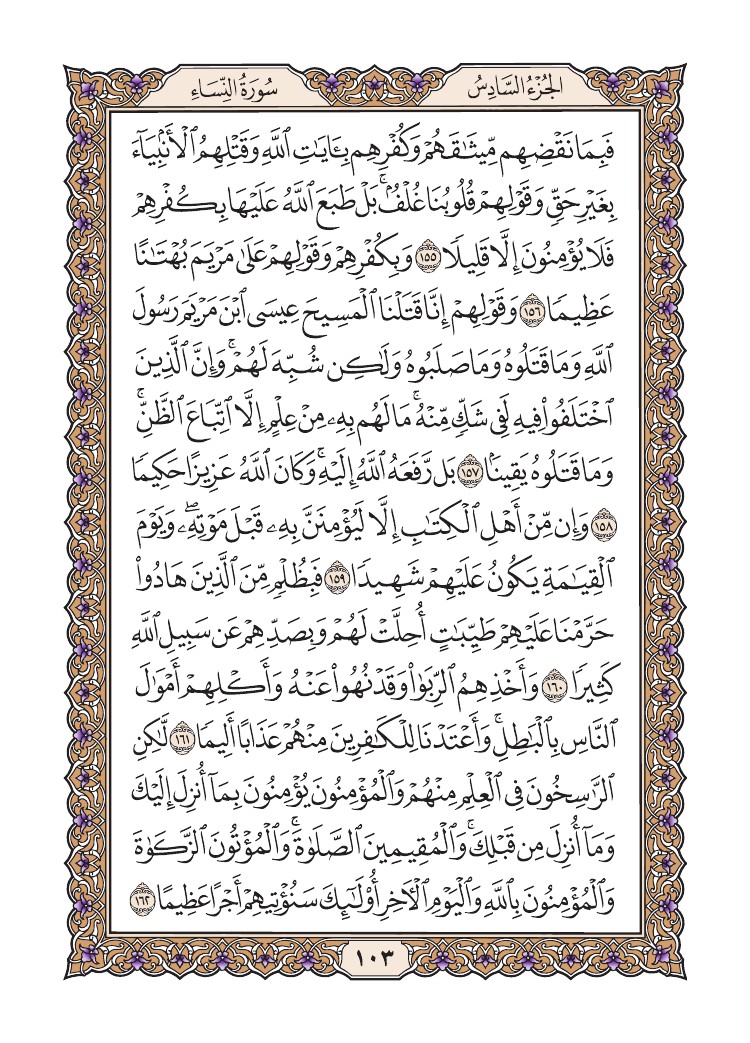 الجُزْءُ السَّادِسُ
سُورَةُ النِّسَاءِ
فَبِمَا نَقْضِهِم مِّيثَٰقَهُمْ وَكُفْرِهِم بِـَٔايَٰتِ ٱللَّهِ وَقَتْلِهِمُ ٱلْأَنۢبِيَآءَ
بِغَيْرِ حَقٍّ وَقَوْلِهِمْ قُلُوبُنَا غُلْفٌۢ ۚ بَلْ طَبَعَ ٱللَّهُ عَلَيْهَا بِكُفْرِهِمْ
فَلَا يُؤْمِنُونَ إِلَّا قَلِيلًا ١٥٥ وَبِكُفْرِهِمْ وَقَوْلِهِمْ عَلَىٰ مَرْيَمَ بُهْتَٰنًا
عَظِيمًا ١٥٦ وَقَوْلِهِمْ إِنَّا قَتَلْنَا ٱلْمَسِيحَ عِيسَى ٱبْنَ مَرْيَمَ رَسُولَ
ٱللَّهِ وَمَا قَتَلُوهُ وَمَا صَلَبُوهُ وَلَٰكِن شُبِّهَ لَهُمْ ۚ وَإِنَّ ٱلَّذِينَ
ٱخْتَلَفُوا۟ فِيهِ لَفِى شَكٍّ مِّنْهُ ۚ مَا لَهُم بِهِۦ مِنْ عِلْمٍ إِلَّا ٱتِّبَاعَ ٱلظَّنِّ ۚ
وَمَا قَتَلُوهُ يَقِينًۢا ١٥٧ بَل رَّفَعَهُ ٱللَّهُ إِلَيْهِ ۚ وَكَانَ ٱللَّهُ عَزِيزًا حَكِيمًا
١٥٨ وَإِن مِّنْ أَهْلِ ٱلْكِتَٰبِ إِلَّا لَيُؤْمِنَنَّ بِهِۦ قَبْلَ مَوْتِهِۦ ۖ وَيَوْمَ
ٱلْقِيَٰمَةِ يَكُونُ عَلَيْهِمْ شَهِيدًا ١٥٩ فَبِظُلْمٍ مِّنَ ٱلَّذِينَ هَادُوا۟
حَرَّمْنَا عَلَيْهِمْ طَيِّبَٰتٍ أُحِلَّتْ لَهُمْ وَبِصَدِّهِمْ عَن سَبِيلِ ٱللَّهِ
كَثِيرًا ١٦٠ وَأَخْذِهِمُ ٱلرِّبَوٰا۟ وَقَدْ نُهُوا۟ عَنْهُ وَأَكْلِهِمْ أَمْوَٰلَ
ٱلنَّاسِ بِٱلْبَٰطِلِ ۚ وَأَعْتَدْنَا لِلْكَٰفِرِينَ مِنْهُمْ عَذَابًا أَلِيمًا ١٦١ لَّٰكِنِ
ٱلرَّٰسِخُونَ فِى ٱلْعِلْمِ مِنْهُمْ وَٱلْمُؤْمِنُونَ يُؤْمِنُونَ بِمَآ أُنزِلَ إِلَيْكَ
وَمَآ أُنزِلَ مِن قَبْلِكَ ۚ وَٱلْمُقِيمِينَ ٱلصَّلَوٰةَ ۚ وَٱلْمُؤْتُونَ ٱلزَّكَوٰةَ
وَٱلْمُؤْمِنُونَ بِٱللَّهِ وَٱلْيَوْمِ ٱلْـَٔاخِرِ أُو۟لَٰٓئِكَ سَنُؤْتِيهِمْ أَجْرًا عَظِيمًا ١٦٢
١٠٣